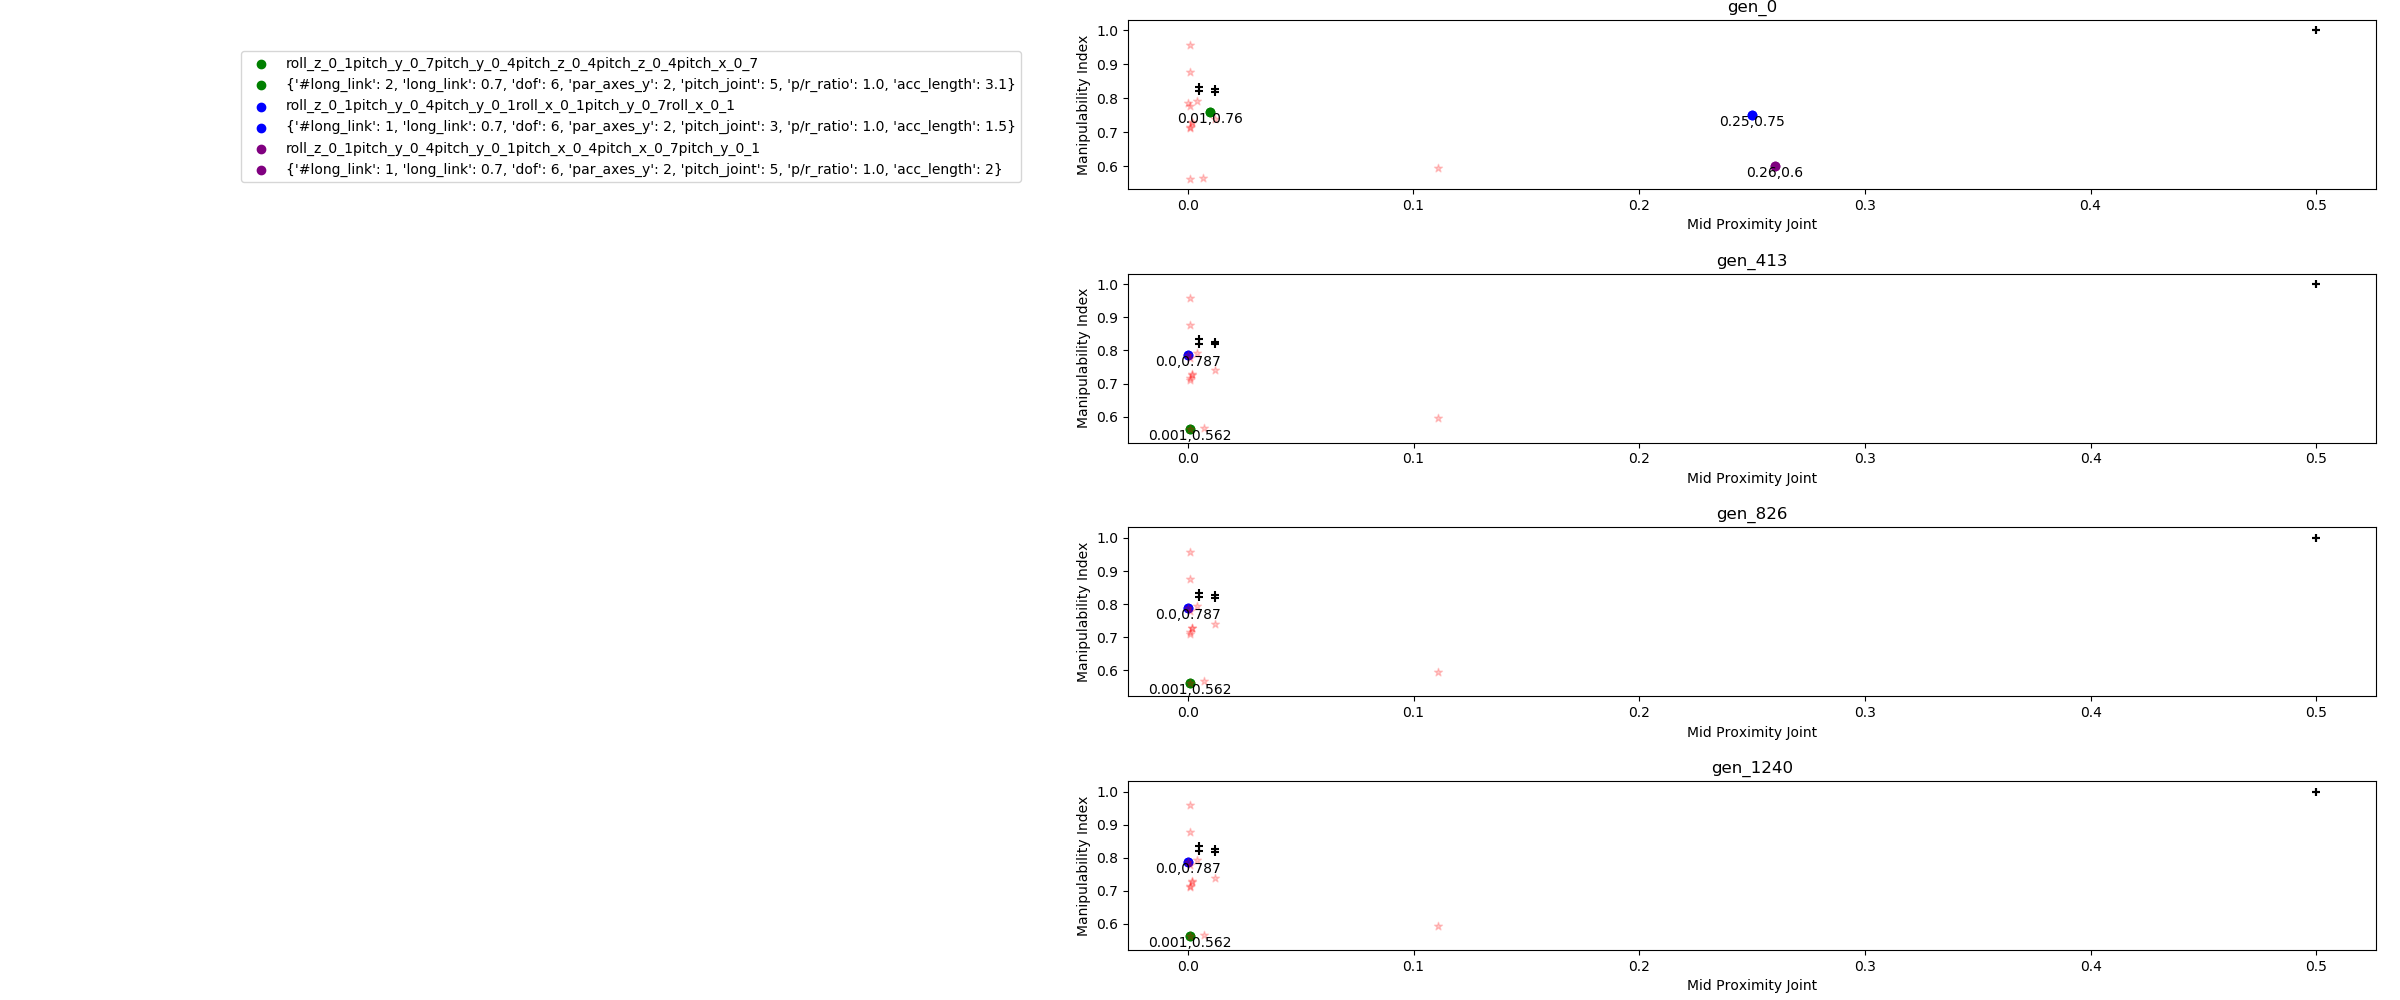 roll_z_0_1pitch_y_0_7pitch_y_0_4pitch_z_0_4pitch_z_0_4pitch_x_0_7
{'#long_link': 2, 'long_link': 0.7, 'dof': 6, 'par_axes_y': 2, 'pitch_joint': 5, 'p/r_ratio': 1.0, 'acc_length': 3.1}
roll_z_0_1pitch_y_0_4pitch_y_0_1roll_x_0_1pitch_y_0_7roll_x_0_1
{'#long_link': 1, 'long_link': 0.7, 'dof': 6, 'par_axes_y': 2, 'pitch_joint': 3, 'p/r_ratio': 1.0, 'acc_length': 1.5}
roll_z_0_1pitch_y_0_4pitch_y_0_1pitch_x_0_4pitch_x_0_7pitch_y_0_1
{'#long_link': 1, 'long_link': 0.7, 'dof': 6, 'par_axes_y': 2, 'pitch_joint': 5, 'p/r_ratio': 1.0, 'acc_length': 2}
gen_0
Manipulability Index
1.0
0.9
0.8
0.7
0.6
0.01,0.76
0.25,0.75
0.26,0.6
0.0 0.1 0.2 0.3 0.4 0.5
Mid Proximity Joint
gen_413
Manipulability Index
1.0
0.9
0.8
0.7
0.6
0.0,0.787
0.001,0.562
0.0 0.1 0.2 0.3 0.4 0.5
Mid Proximity Joint
gen_826
Manipulability Index
1.0
0.9
0.8
0.7
0.6
0.0,0.787
0.001,0.562
0.0 0.1 0.2 0.3 0.4 0.5
Mid Proximity Joint
gen_1240
Manipulability Index
1.0
0.9
0.8
0.7
0.6
0.0,0.787
0.001,0.562
0.0 0.1 0.2 0.3 0.4 0.5
Mid Proximity Joint